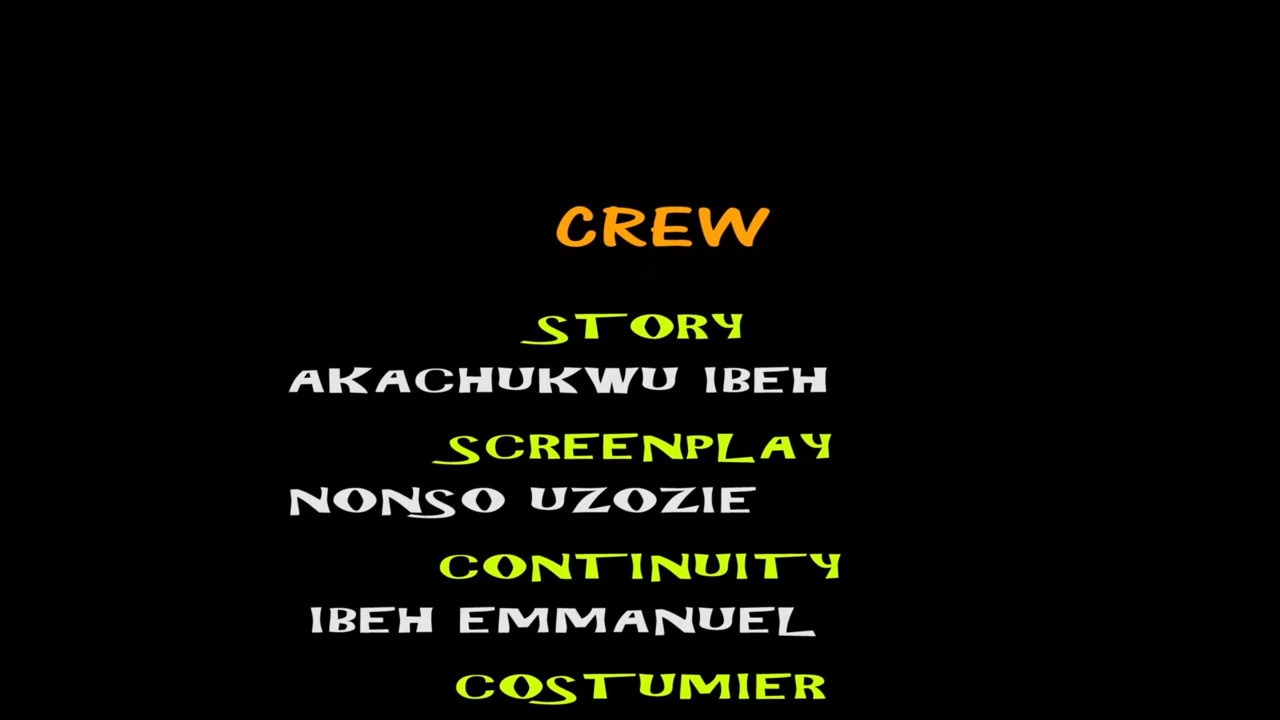 CREW
STORY
AKACHUKWU IBEH
SCREENPLAY
NONSO UZOZIE
CONTINUITY
IBEH EMMANUEL
COSTUMIER